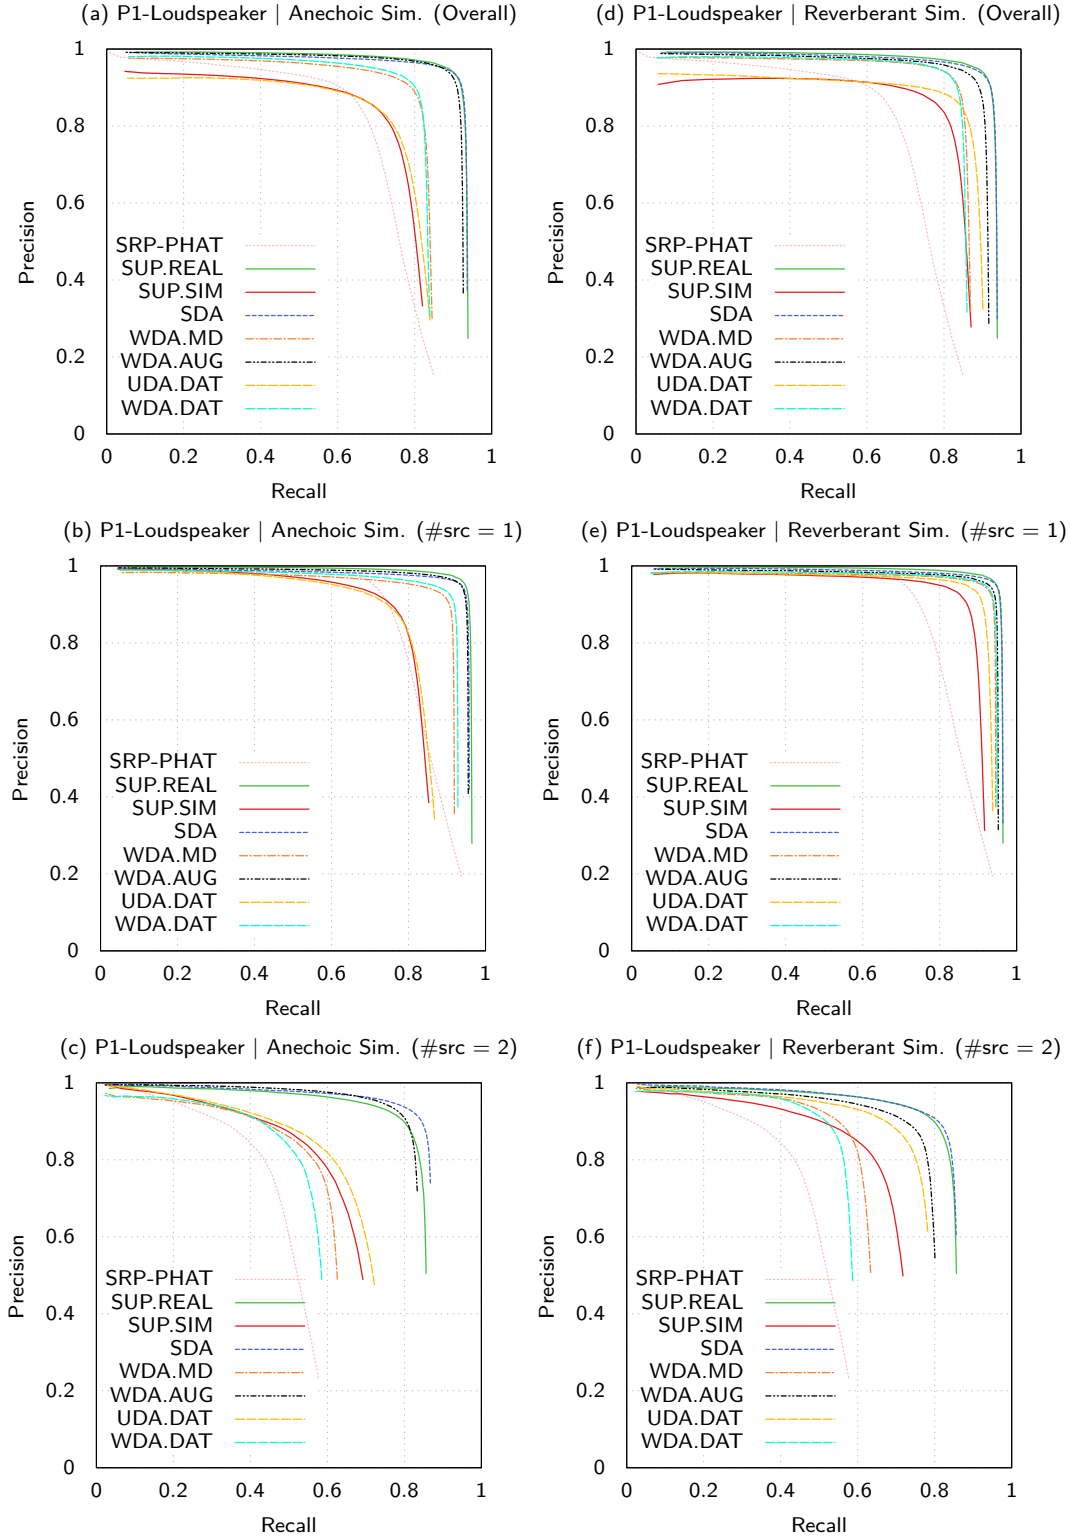 (a) P1-Loudspeaker | Anechoic Sim. (Overall)
1
0.8
0.6
0.4
0.2
0
Precision
SRP-PHAT
SUP.REAL
SUP.SIM
SDA
WDA.MD
WDA.AUG
UDA.DAT
WDA.DAT
0 0.2 0.4 0.6 0.8 1
Recall
(d) P1-Loudspeaker | Reverberant Sim. (Overall)
1
0.8
0.6
0.4
0.2
0
Precision
SRP-PHAT
SUP.REAL
SUP.SIM
SDA
WDA.MD
WDA.AUG
UDA.DAT
WDA.DAT
0 0.2 0.4 0.6 0.8 1
Recall
(b) P1-Loudspeaker | Anechoic Sim. (#src = 1)
1
0.8
0.6
0.4
0.2
0
Precision
SRP-PHAT
SUP.REAL
SUP.SIM
SDA
WDA.MD
WDA.AUG
UDA.DAT
WDA.DAT
0 0.2 0.4 0.6 0.8 1
Recall
(e) P1-Loudspeaker | Reverberant Sim. (#src = 1)
1
0.8
0.6
0.4
0.2
0
Precision
SRP-PHAT
SUP.REAL
SUP.SIM
SDA
WDA.MD
WDA.AUG
UDA.DAT
WDA.DAT
0 0.2 0.4 0.6 0.8 1
Recall
(c) P1-Loudspeaker | Anechoic Sim. (#src = 2)
1
0.8
0.6
0.4
0.2
0
Precision
SRP-PHAT
SUP.REAL
SUP.SIM
SDA
WDA.MD
WDA.AUG
UDA.DAT
WDA.DAT
0 0.2 0.4 0.6 0.8 1
Recall
(f) P1-Loudspeaker | Reverberant Sim. (#src = 2)
1
0.8
0.6
0.4
0.2
0
Precision
SRP-PHAT
SUP.REAL
SUP.SIM
SDA
WDA.MD
WDA.AUG
UDA.DAT
WDA.DAT
0 0.2 0.4 0.6 0.8 1
Recall